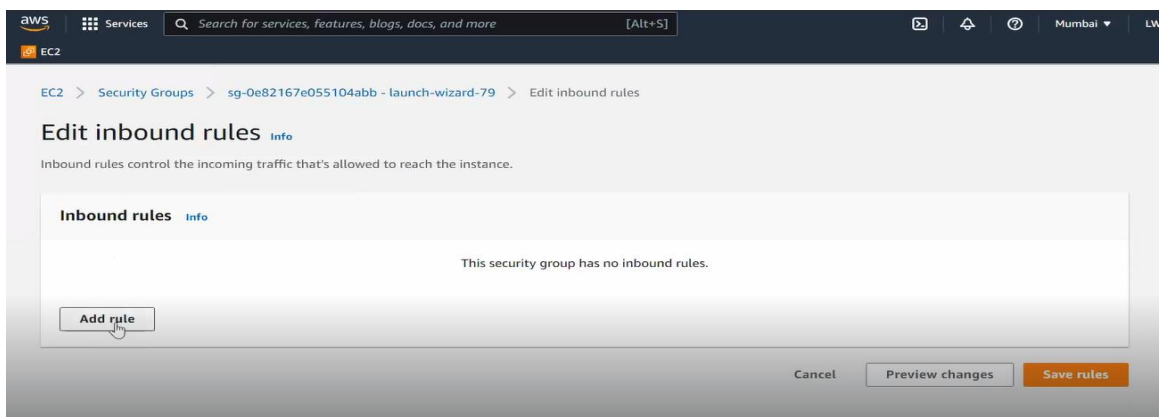 aws Services Search for services, features, blogs, docs, and more [Alt+S] Mumbai LW
EC2
EC2 > Security Groups > sg-0e82167e055104abb - launch-wizard-79 > Edit inbound rules
Edit inbound rules Info
Inbound rules control the incoming traffic that's allowed to reach the instance.
Inbound rules Info
This security group has no inbound rules.
Add rule
Cancel Preview changes Save rules